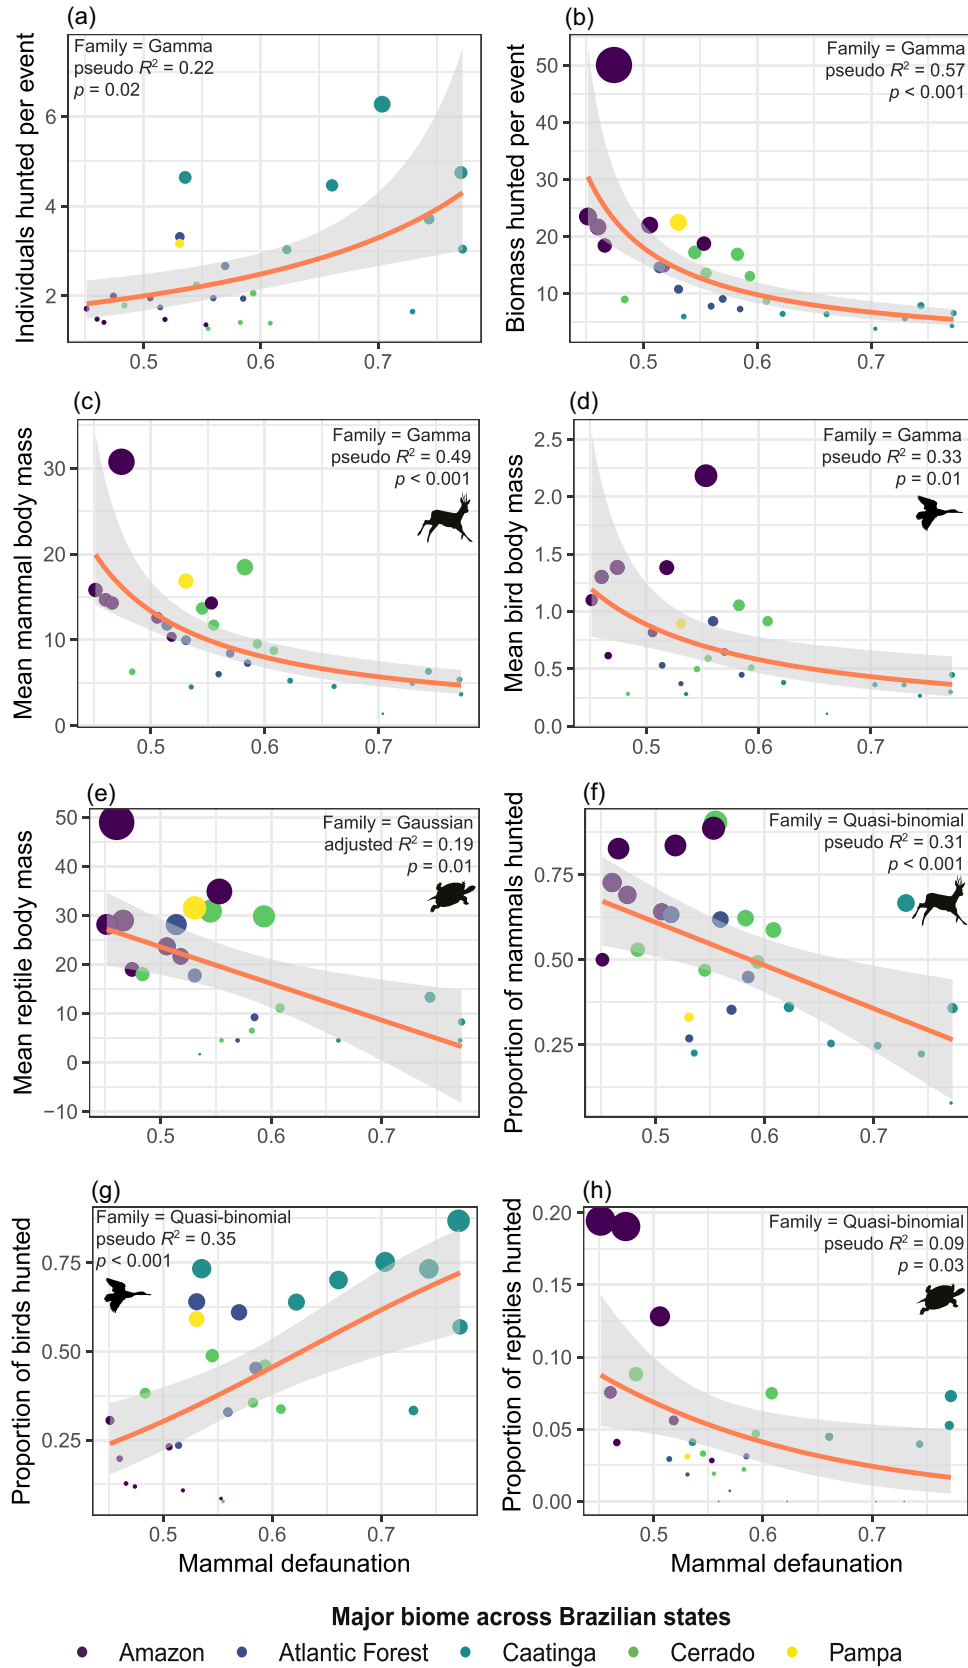 (a)
Family = Gamma
pseudo R² = 0.22
p = 0.02
Individuals hunted per event
6
4
2
0.5
0.6
0.7
(b)
Family = Gamma
pseudo R² = 0.57
p < 0.001
Biomass hunted per event
50
40
30
20
10
0.5
0.6
0.7
(c)
Family = Gamma
pseudo R² = 0.49
p < 0.001
Mean mammal body mass
30
20
10
0
0.5
0.6
0.7
(d)
Family = Gamma
pseudo R² = 0.33
p = 0.01
Mean bird body mass
2.5
2.0
1.5
1.0
0.5
0.0
0.5
0.6
0.7
(e)
Family = Gaussian
adjusted R² = 0.19
p = 0.01
Mean reptile body mass
50
40
30
20
10
0
−10
0.5
0.6
0.7
(f)
Family = Quasi-binomial
pseudo R² = 0.31
p < 0.001
Proportion of mammals hunted
0.75
0.50
0.25
0.5
0.6
0.7
(g)
Family = Quasi-binomial
pseudo R² = 0.35
p < 0.001
Proportion of birds hunted
0.75
0.50
0.25
0.5
0.6
0.7
Mammal defaunation
(h)
Family = Quasi-binomial
pseudo R² = 0.09
p = 0.03
Proportion of reptiles hunted
0.20
0.15
0.10
0.05
0.00
0.5
0.6
0.7
Mammal defaunation
Major biome across Brazilian states
Amazon Atlantic Forest Caatinga Cerrado Pampa